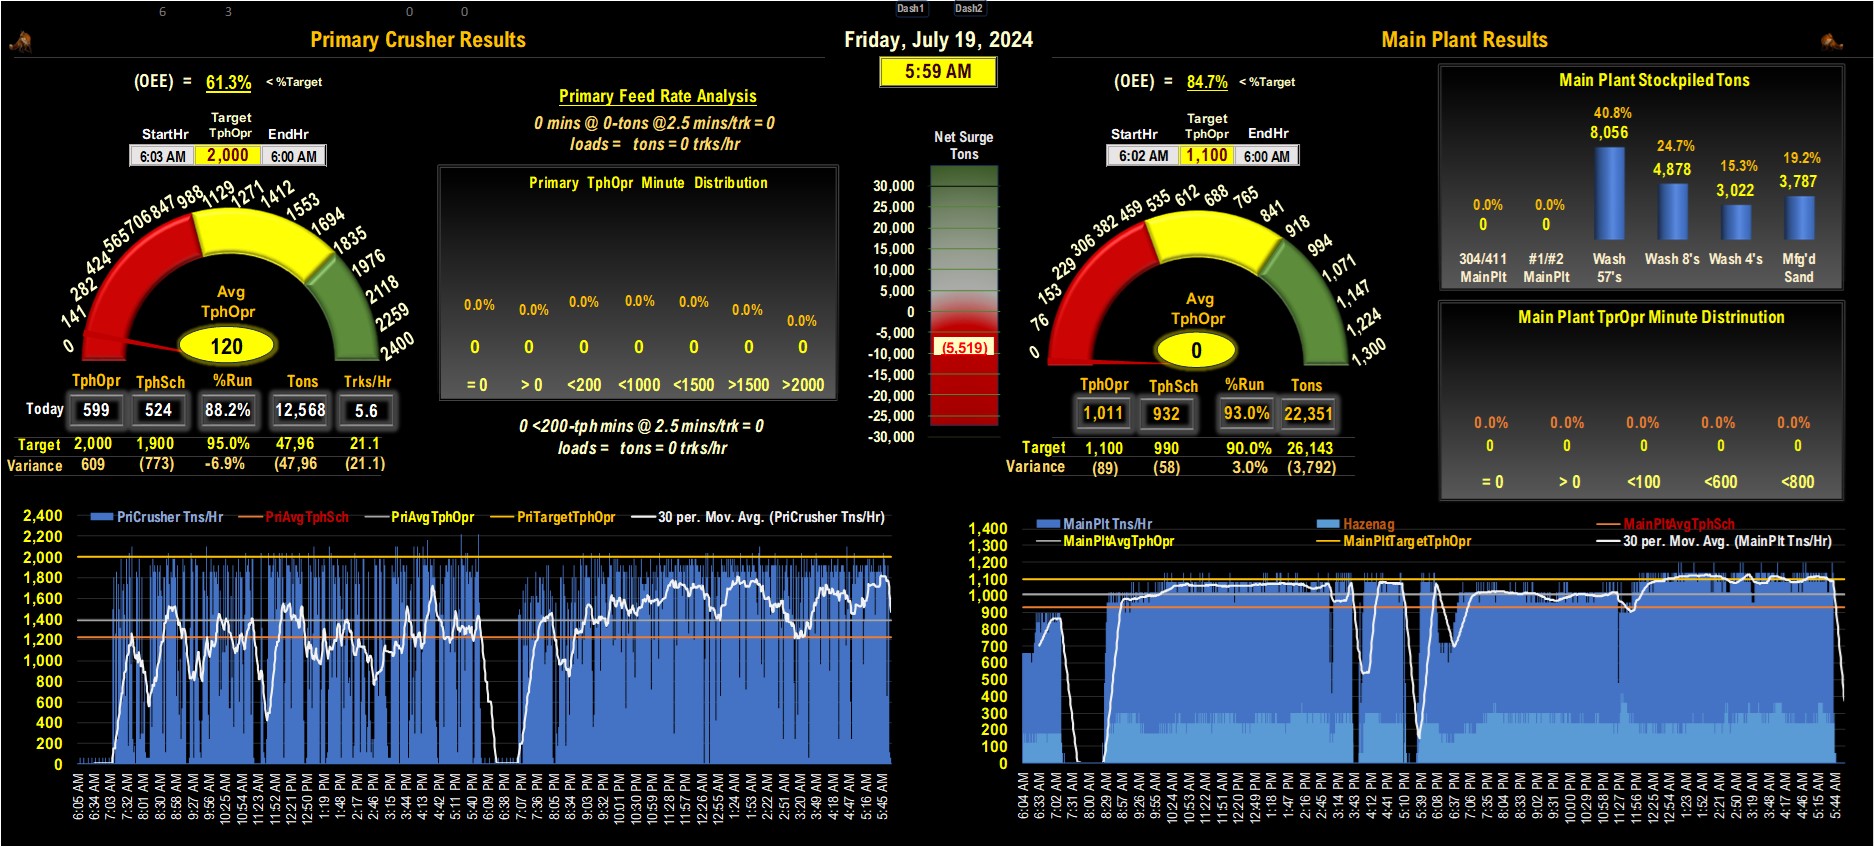 6 3 0 0 Dash1 Dash2
Primary Crusher Results
Friday, July 19, 2024
Main Plant Results
5:59 AM
(OEE) = 61.3% < %Target
StartHr Target TphOpr EndHr
6:03 AM 2,000 6:00 AM
0 141 282 424 565 706 847 988 1129 1271 1412 1553 1694 1835 1976 2118 2259 2400
Avg
TphOpr
120
TphOpr TphSch %Run Tons Trks/Hr
Today 599 524 88.2% 12,568 5.6
Target 2,000 1,900 95.0% 47,96 21.1
Variance 609 (773) -6.9% (47,96 (21.1)
Primary Feed Rate Analysis
0 mins @ 0-tons @2.5 mins/trk = 0
loads = tons = 0 trks/hr
Primary TphOpr Minute Distribution
0.0% 0.0% 0.0% 0.0% 0.0% 0.0% 0.0%
0 0 0 0 0 0 0
= 0 > 0 <200 <1000 <1500 >1500 >2000
0 <200-tph mins @ 2.5 mins/trk = 0
loads = tons = 0 trks/hr
Net Surge
Tons
30,000
25,000
20,000
15,000
10,000
5,000
0
-5,000
(5,519)
-10,000
-15,000
-20,000
-25,000
-30,000
(OEE) = 84.7% < %Target
StartHr Target TphOpr EndHr
6:02 AM 1,100 6:00 AM
0 76 153 229 306 382 459 535 612 688 765 841 918 994 1,071 1,147 1,224 1,300
Avg
TphOpr
0
TphOpr TphSch %Run Tons
1,011 932 93.0% 22,351
Target 1,100 990 90.0% 26,143
Variance (89) (58) 3.0% (3,792)
Main Plant Stockpiled Tons
0.0% 0.0% 40.8% 24.7% 15.3% 19.2%
0 0 8,056 4,878 3,022 3,787
304/411 MainPlt #1/#2 MainPlt Wash 57's Wash 8's Wash 4's Mfg'd Sand
Main Plant TprOpr Minute Distrinution
0.0% 0.0% 0.0% 0.0% 0.0%
0 0 0 0 0
= 0 > 0 <100 <600 <800
PriCrusher Tns/Hr PriAvgTphSch PriAvgTphOpr PriTargetTphOpr 30 per. Mov. Avg. (PriCrusher Tns/Hr)
2,400
2,200
2,000
1,800
1,600
1,400
1,200
1,000
800
600
400
200
0
6:05 AM 6:34 AM 7:03 AM 7:32 AM 8:01 AM 8:30 AM 8:58 AM 9:27 AM 9:56 AM 10:25 AM 10:54 AM 11:23 AM 11:52 AM 12:21 PM 12:50 PM 1:19 PM 1:48 PM 2:17 PM 2:46 PM 3:15 PM 3:44 PM 4:13 PM 4:42 PM 5:11 PM 5:40 PM 6:09 PM 6:38 PM 7:07 PM 7:36 PM 8:05 PM 8:34 PM 9:03 PM 9:32 PM 10:01 PM 10:30 PM 10:59 PM 11:28 PM 11:57 PM 12:26 AM 12:55 AM 1:24 AM 1:53 AM 2:22 AM 2:51 AM 3:20 AM 3:49 AM 4:18 AM 4:47 AM 5:16 AM 5:45 AM
MainPlt Tns/Hr Hazenag MainPltAvgTphSch
MainPltAvgTphOpr MainPltTargetTphOpr 30 per. Mov. Avg. (MainPlt Tns/Hr)
1,400
1,300
1,200
1,100
1,000
900
800
700
600
500
400
300
200
100
0
6:04 AM 6:33 AM 7:02 AM 7:31 AM 8:00 AM 8:29 AM 8:57 AM 9:26 AM 9:55 AM 10:24 AM 10:53 AM 11:22 AM 11:51 AM 12:20 PM 12:49 PM 1:18 PM 1:47 PM 2:16 PM 2:45 PM 3:14 PM 3:43 PM 4:12 PM 4:41 PM 5:10 PM 5:39 PM 6:08 PM 6:37 PM 7:06 PM 7:35 PM 8:04 PM 8:33 PM 9:02 PM 9:31 PM 10:00 PM 10:29 PM 10:58 PM 11:27 PM 11:56 PM 12:25 AM 12:54 AM 1:23 AM 1:52 AM 2:21 AM 2:50 AM 3:19 AM 3:48 AM 4:17 AM 4:46 AM 5:15 AM 5:44 AM